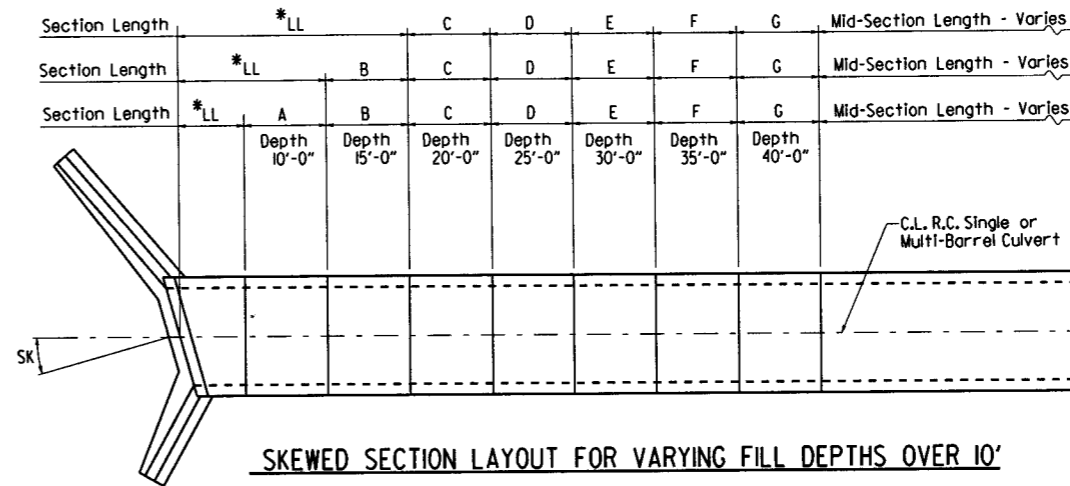 Section Length *LL C D E F G Mid-Section Length - Varies
Section Length *LL B C D E F G Mid-Section Length - Varies
Section Length *LL A B C D E F G Mid-Section Length - Varies
Depth 10'-0" Depth 15'-0" Depth 20'-0" Depth 25'-0" Depth 30'-0" Depth 35'-0" Depth 40'-0"
C.L. R.C. Single or
Multi-Barrel Culvert
SK
SKEWED SECTION LAYOUT FOR VARYING FILL DEPTHS OVER 10'